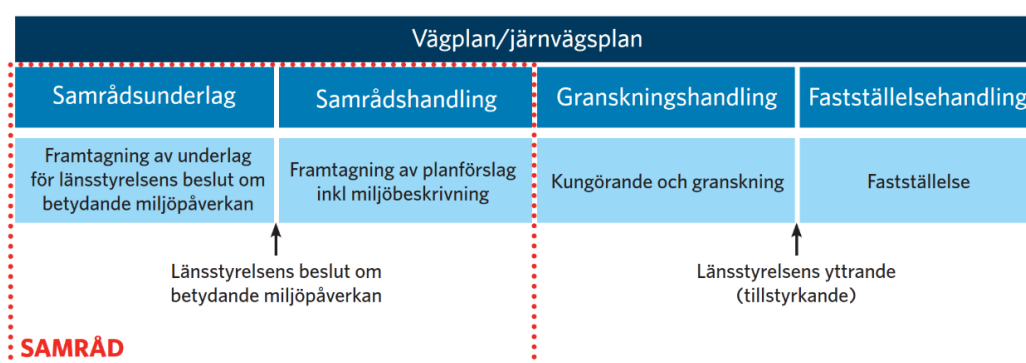 Vägplan/järnvägsplan
Samrådsunderlag
Samrådshandling
Granskningshandling
Fastställelsehandling
Framtagning av underlag
för länsstyrelsens beslut om
betydande miljöpåverkan
Framtagning av planförslag
inkl miljöbeskrivning
Kungörande och granskning
Fastställelse
Länsstyrelsens beslut om
betydande miljöpåverkan
Länsstyrelsens yttrande
(tillstyrkande)
SAMRÅD